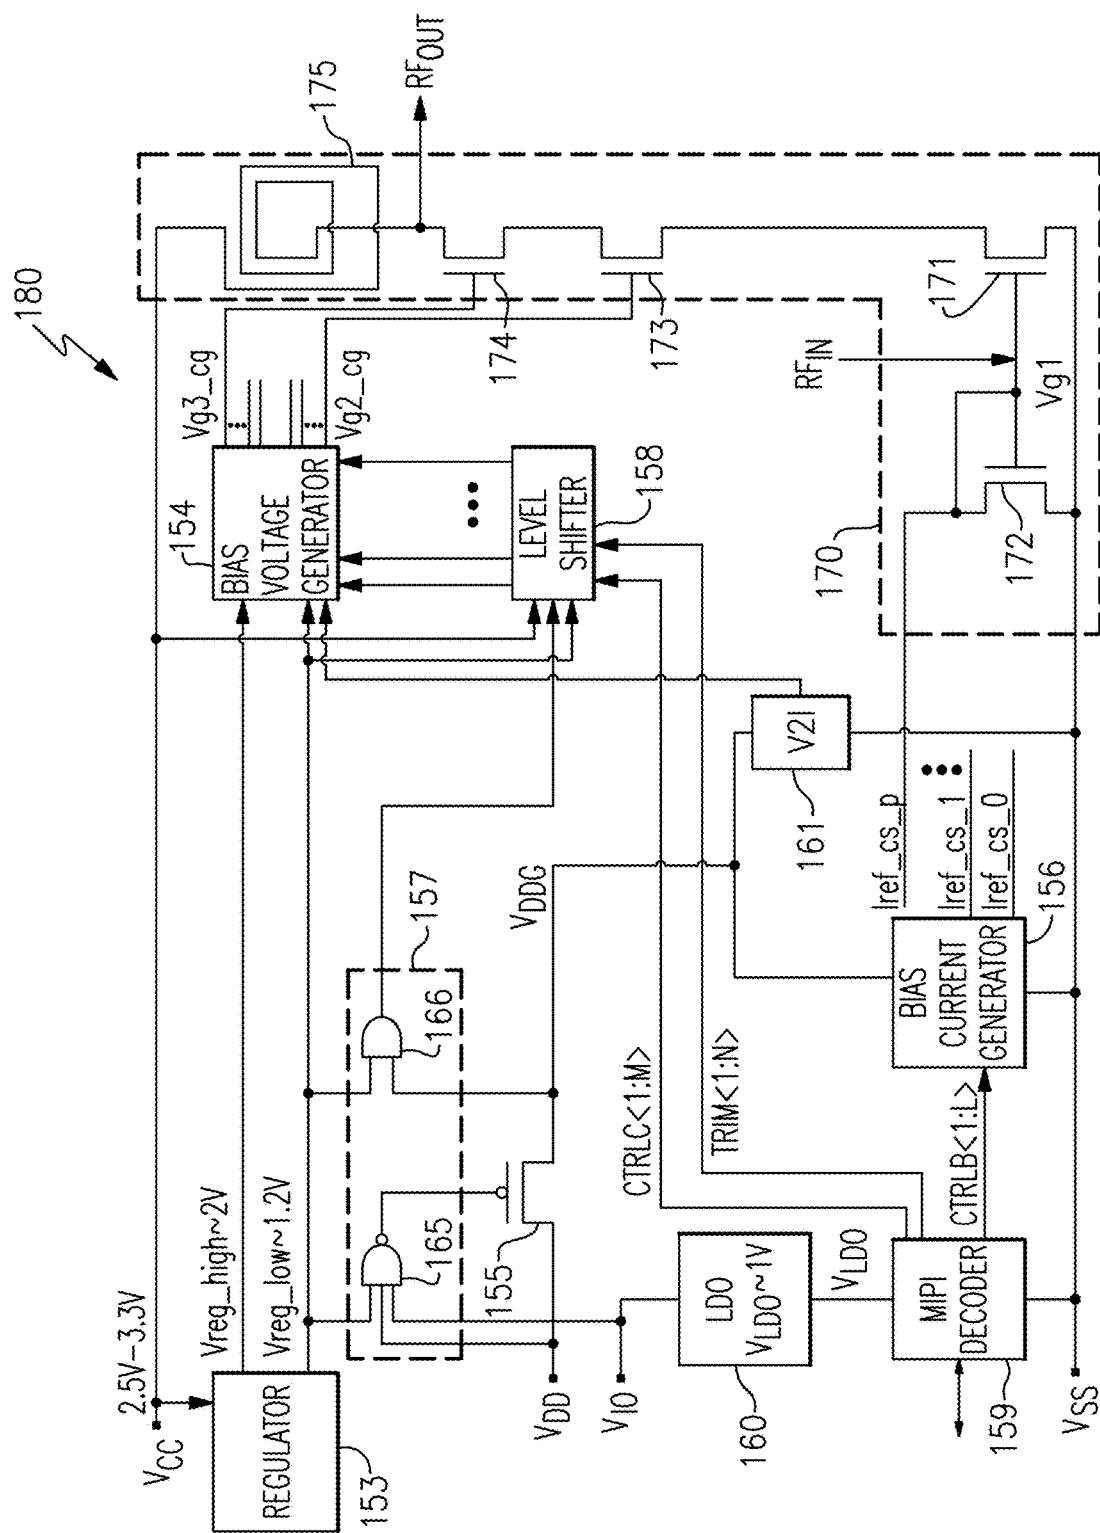 180
VCC
2.5V–3.3V
REGULATOR
153
Vreg_high~2V
Vreg_low~1.2V
154
BIAS
VOLTAGE
GENERATOR
Vg3_cg
Vg2_cg
175
RFOUT
174
173
LEVEL
SHIFTER
158
157
165
166
155
VDD
VIO
VDDG
CTRLC<1:M>
TRIM<1:N>
LDO
VLDO~1V
160
VLDO
V2I
161
170
RFIN
171
Vg1
172
Iref_cs_p
Iref_cs_1
Iref_cs_0
BIAS
CURRENT
GENERATOR
156
CTRLB<1:L>
MIPI
DECODER
159
VSS